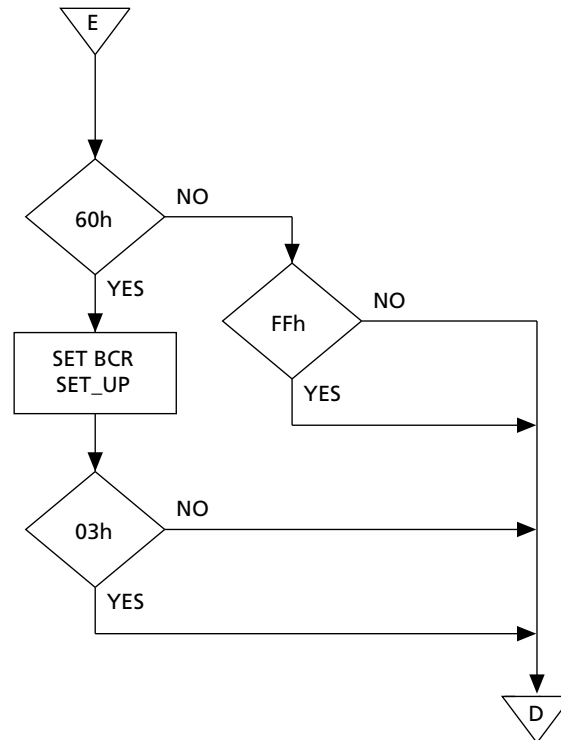 E
60h
NO
YES
FFh
NO
YES
SET BCR
SET_UP
03h
NO
YES
D